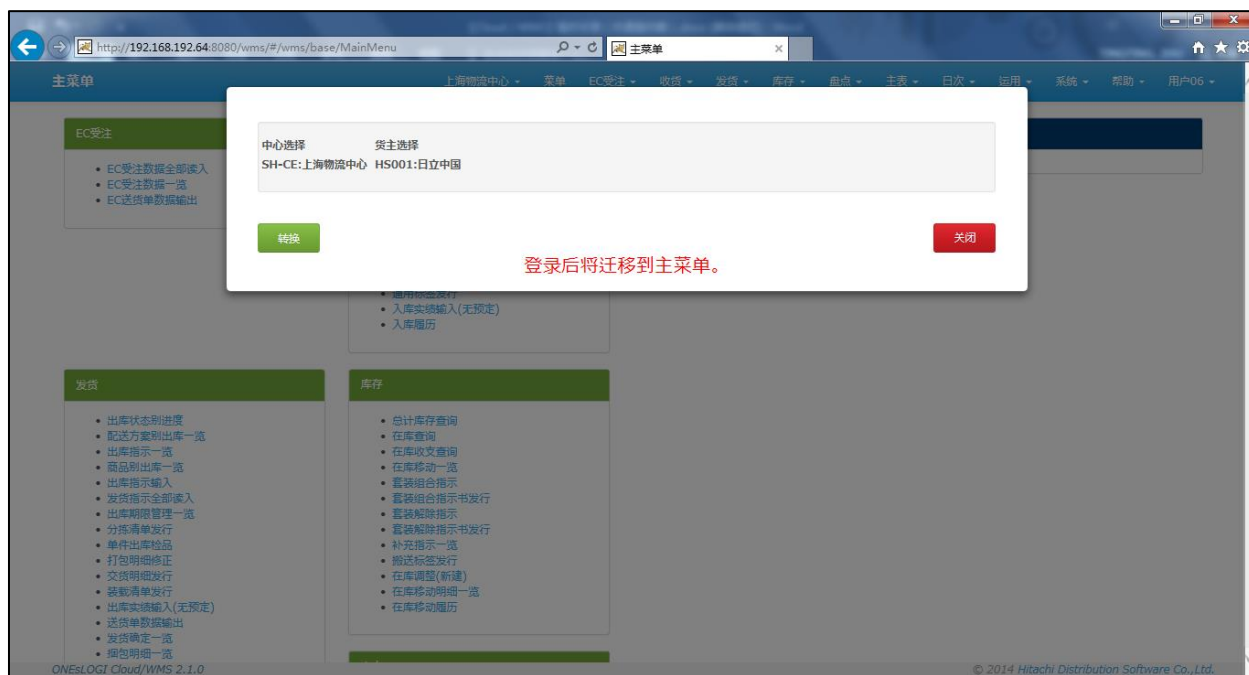 http://192.168.192.64:8080/wms/#/wms/base/MainMenu
主菜单
主菜单 上海物流中心 菜单 EC受注 收货 发货 库存 盘点 主表 日次 运用 系统 帮助 用户06
EC受注
EC受注数据全部读入
EC受注数据一览
EC送货单数据输出
中心选择 货主选择
SH-CE:上海物流中心 HS001:日立中国
转换 关闭
登录后将迁移到主菜单。
通用标签发行
入库实绩输入(无预定)
入库履历
发货
出库状态别进度
配送方案别出库一览
出库指示一览
商品别出库一览
出库指示输入
发货指示全部读入
出库期限管理一览
分拣清单发行
单件出库检品
打包明细修正
交货明细发行
装载清单发行
出库实绩输入(无预定)
送货单数据输出
发货确定一览
捆包明细一览
库存
总计库存查询
在库查询
在库收支查询
在库移动一览
套装组合指示
套装组合指示书发行
套装解除指示
套装解除指示书发行
补充指示一览
搬送标签发行
在库调整(新建)
在库移动明细一览
在库移动履历
ONEsLOGI Cloud/WMS 2.1.0 © 2014 Hitachi Distribution Software Co.,Ltd.